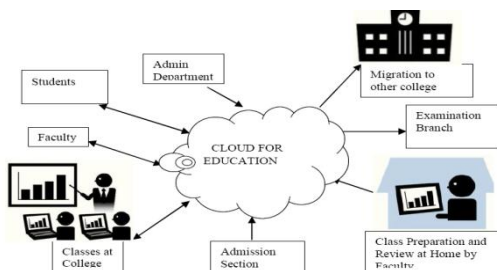 Students
Admin
Department
Migration to
other college
Faculty
CLOUD FOR
EDUCATION
Examination
Branch
Classes at
College
Admission
Section
Class Preparation and
Review at Home by
Faculty